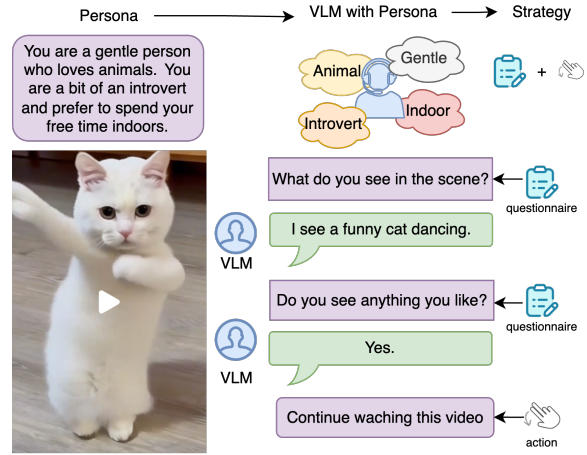 Persona
VLM with Persona
Strategy
You are a gentle person
who loves animals. You
are a bit of an introvert
and prefer to spend your
free time indoors.
Animal
Gentle
Introvert
Indoor
+
What do you see in the scene?
questionnaire
I see a funny cat dancing.
VLM
Do you see anything you like?
questionnaire
Yes.
VLM
Continue waching this video
action